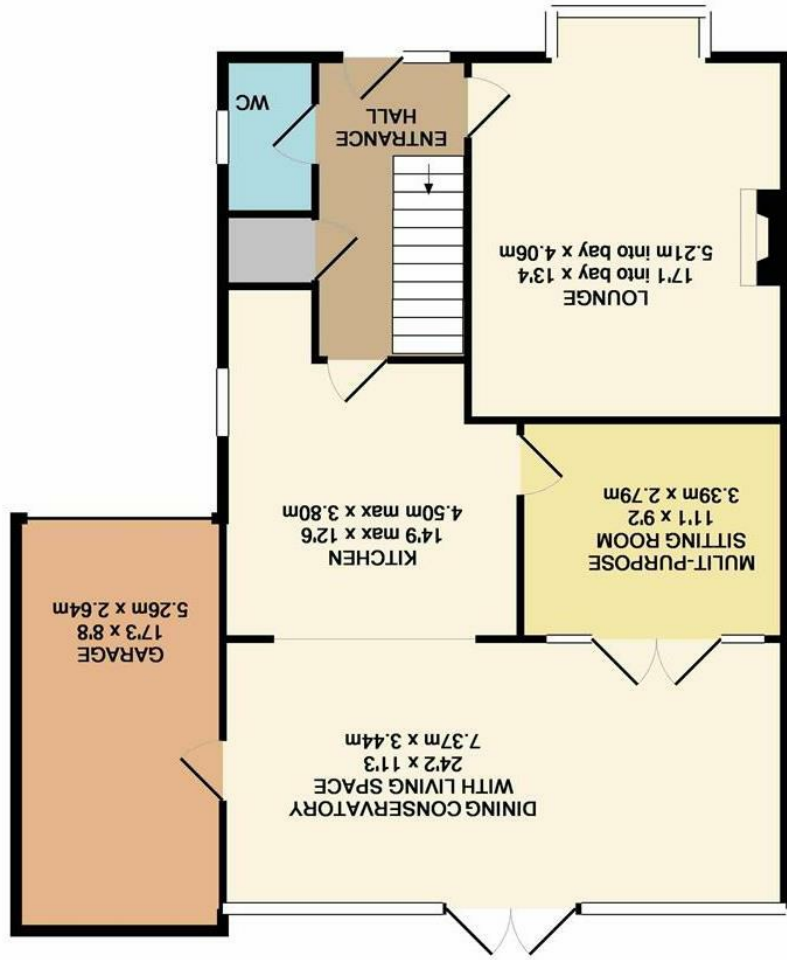 DINING CONSERVATORY
WITH LIVING SPACE
24'2 x 11'3
7.37m x 3.44m
GARAGE
17'3 x 8'8
5.26m x 2.64m
MULIT-PURPOSE
SITTING ROOM
11'1 x 9'2
3.39m x 2.79m
KITCHEN
14'9 max x 12'6
4.50m max x 3.80m
LOUNGE
17'1 into bay x 13'4
5.21m into bay x 4.06m
ENTRANCE
HALL
WC